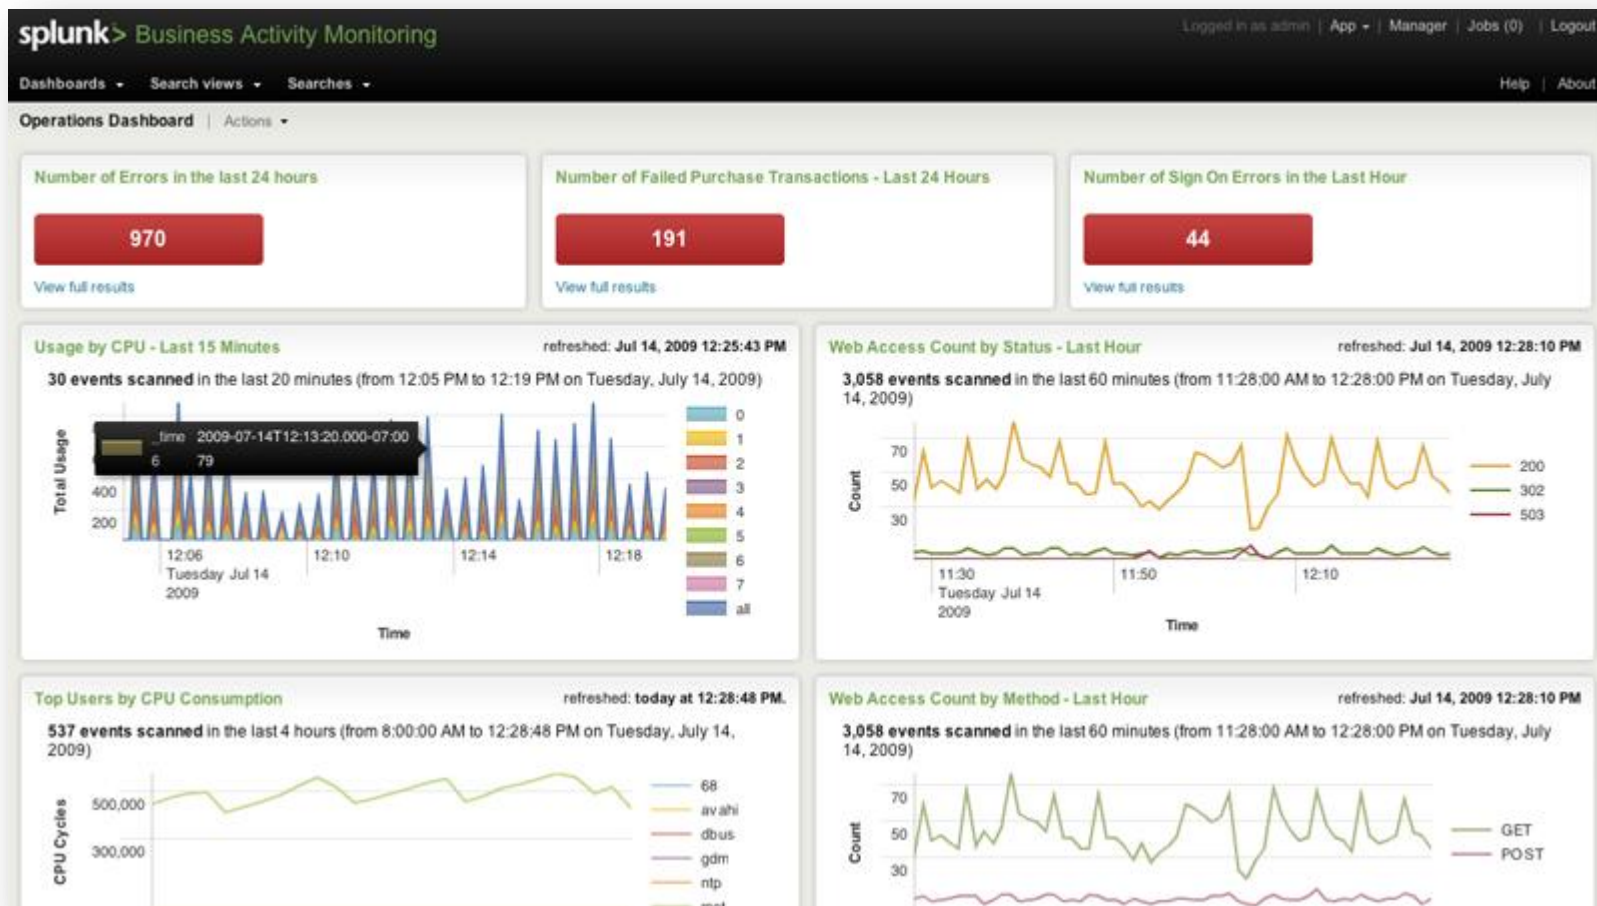 splunk> Business Activity Monitoring
Logged in as admin | App | Manager | Jobs (0) | Logout
Dashboards Search views Searches
Help | About
Operations Dashboard | Actions
Number of Errors in the last 24 hours
970
View full results
Number of Failed Purchase Transactions - Last 24 Hours
191
View full results
Number of Sign On Errors in the Last Hour
44
View full results
Usage by CPU - Last 15 Minutes
refreshed: Jul 14, 2009 12:25:43 PM
30 events scanned in the last 20 minutes (from 12:05 PM to 12:19 PM on Tuesday, July 14, 2009)
_time 2009-07-14T12:13:20.000-07:00
6 79
Total Usage
400
200
12:06
Tuesday Jul 14
2009
12:10
12:14
12:18
Time
0
1
2
3
4
5
6
7
all
Web Access Count by Status - Last Hour
refreshed: Jul 14, 2009 12:28:10 PM
3,058 events scanned in the last 60 minutes (from 11:28:00 AM to 12:28:00 PM on Tuesday, July
14, 2009)
Count
70
50
30
11:30
Tuesday Jul 14
2009
11:50
12:10
Time
200
302
503
Top Users by CPU Consumption
refreshed: today at 12:28:48 PM.
537 events scanned in the last 4 hours (from 8:00:00 AM to 12:28:48 PM on Tuesday, July 14,
2009)
CPU Cycles
500,000
300,000
68
avahi
dbus
gdm
ntp
Web Access Count by Method - Last Hour
refreshed: Jul 14, 2009 12:28:10 PM
3,058 events scanned in the last 60 minutes (from 11:28:00 AM to 12:28:00 PM on Tuesday, July
14, 2009)
Count
70
50
30
GET
POST